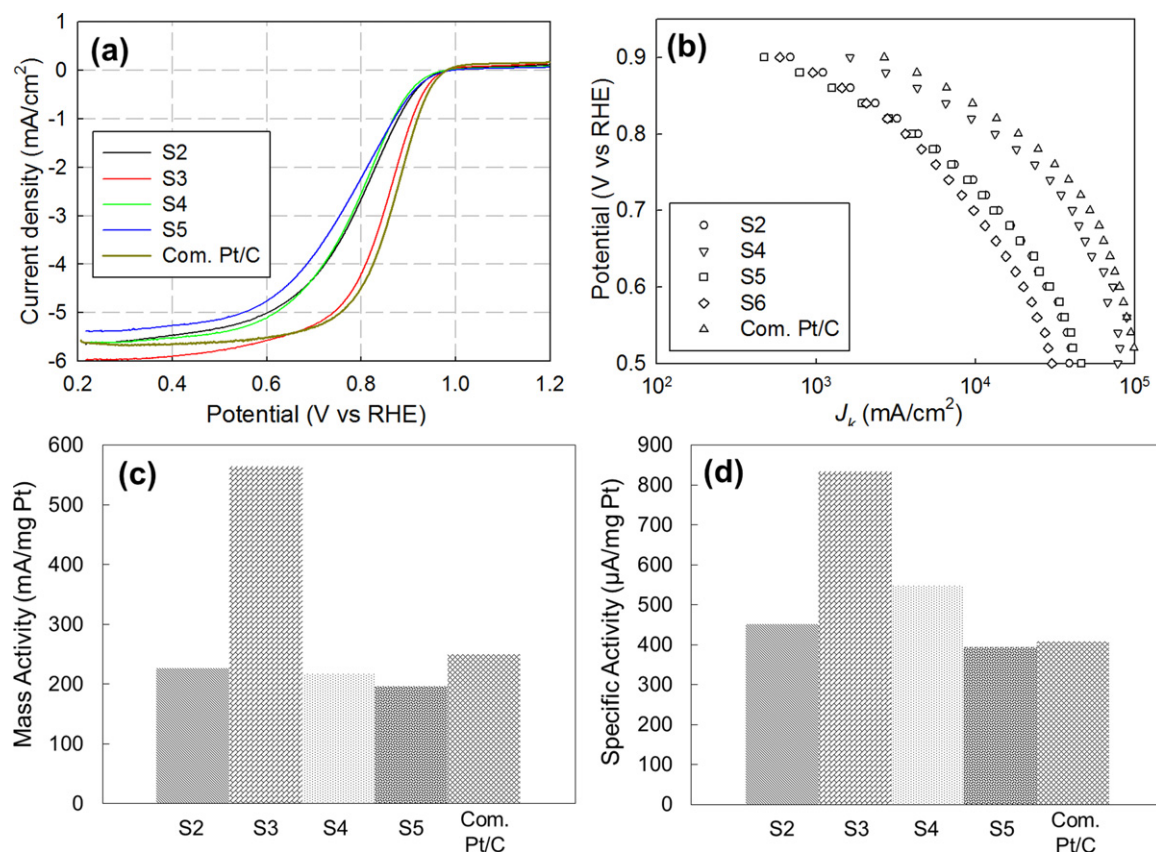 (a)
Current density (mA/cm²)
1
0
-1
-2
-3
-4
-5
-6
S2
S3
S4
S5
Com. Pt/C
0.2
0.4
0.6
0.8
1.0
1.2
Potential (V vs RHE)
(b)
Potential (V vs RHE)
0.9
0.8
0.7
0.6
0.5
S2
S4
S5
S6
Com. Pt/C
10²
10³
10⁴
10⁵
Jₖ (mA/cm²)
(c)
Mass Activity (mA/mg Pt)
600
500
400
300
200
100
0
S2
S3
S4
S5
Com.
Pt/C
(d)
Specific Activity (µA/mg Pt)
900
800
700
600
500
400
300
200
100
0
S2
S3
S4
S5
Com.
Pt/C